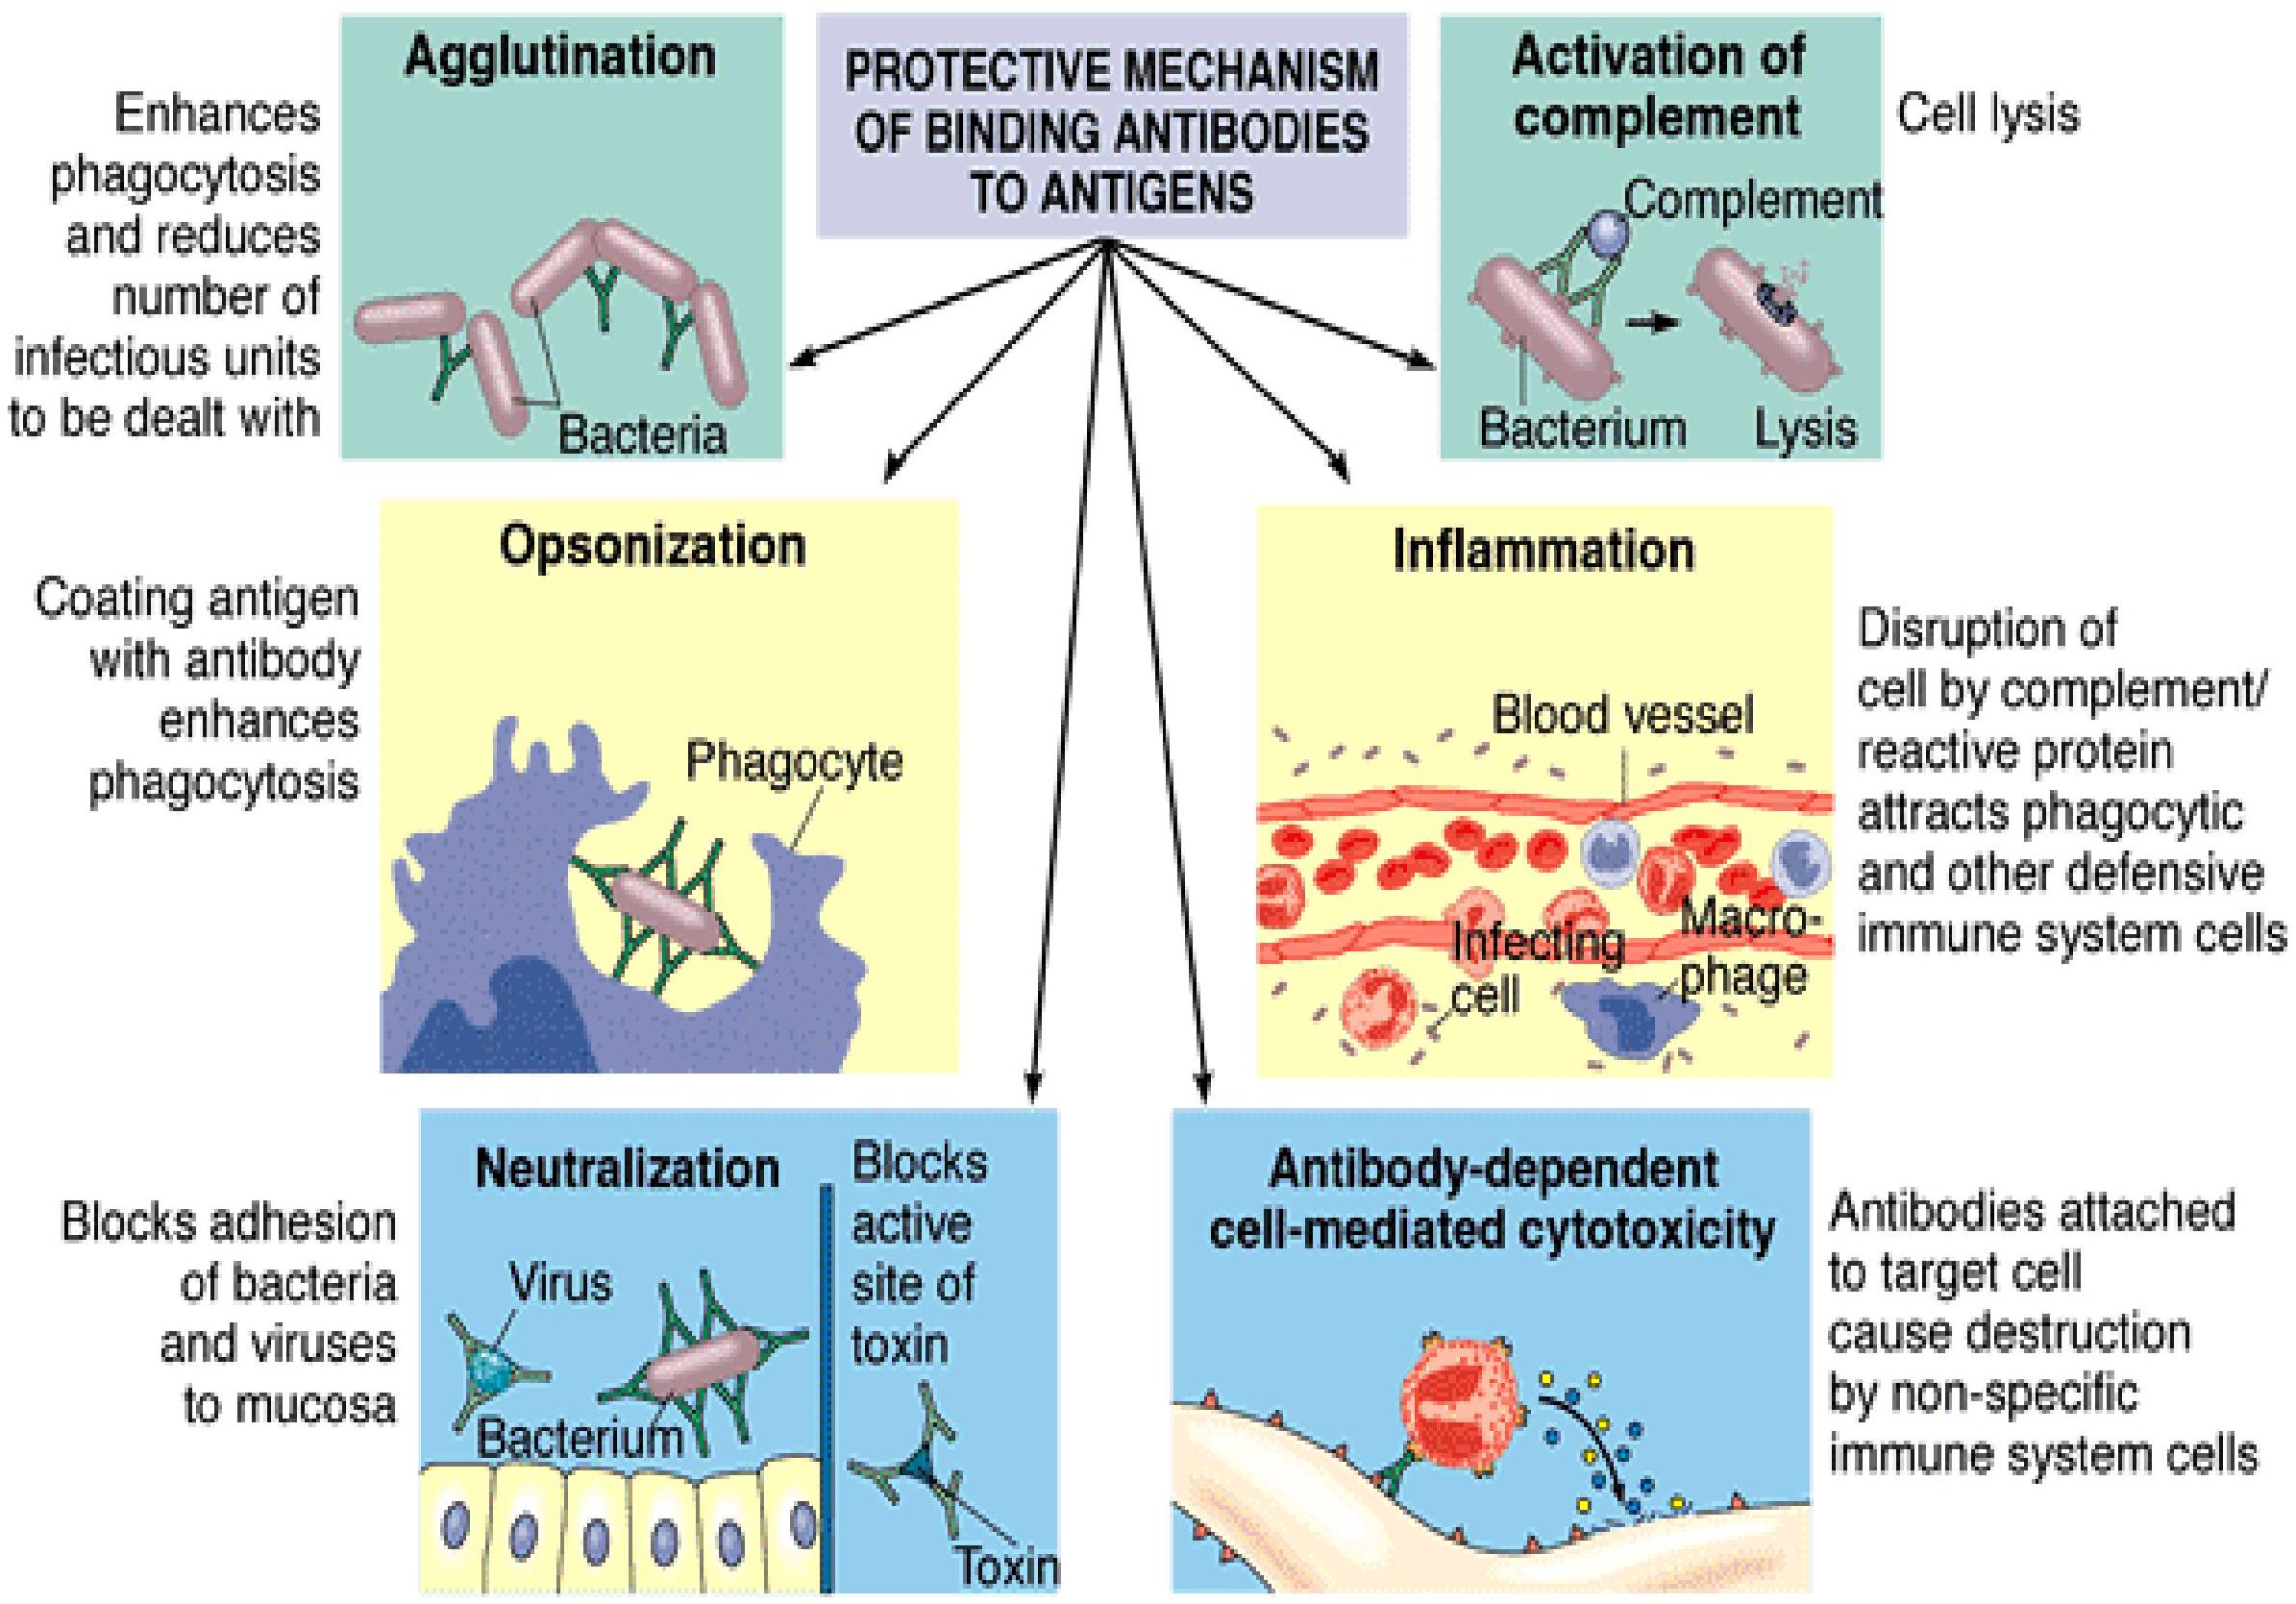 PROTECTIVE MECHANISM
OF BINDING ANTIBODIES
TO ANTIGENS
Agglutination
Enhances
phagocytosis
and reduces
number of
infectious units
to be dealt with
Bacteria
Activation of
complement
Cell lysis
Complement
Bacterium
Lysis
Opsonization
Coating antigen
with antibody
enhances
phagocytosis
Phagocyte
Inflammation
Disruption of
cell by complement/
reactive protein
attracts phagocytic
and other defensive
immune system cells
Blood vessel
Infecting
cell
Macro-
phage
Neutralization
Blocks adhesion
of bacteria
and viruses
to mucosa
Virus
Bacterium
Blocks
active
site of
toxin
Toxin
Antibody-dependent
cell-mediated cytotoxicity
Antibodies attached
to target cell
cause destruction
by non-specific
immune system cells